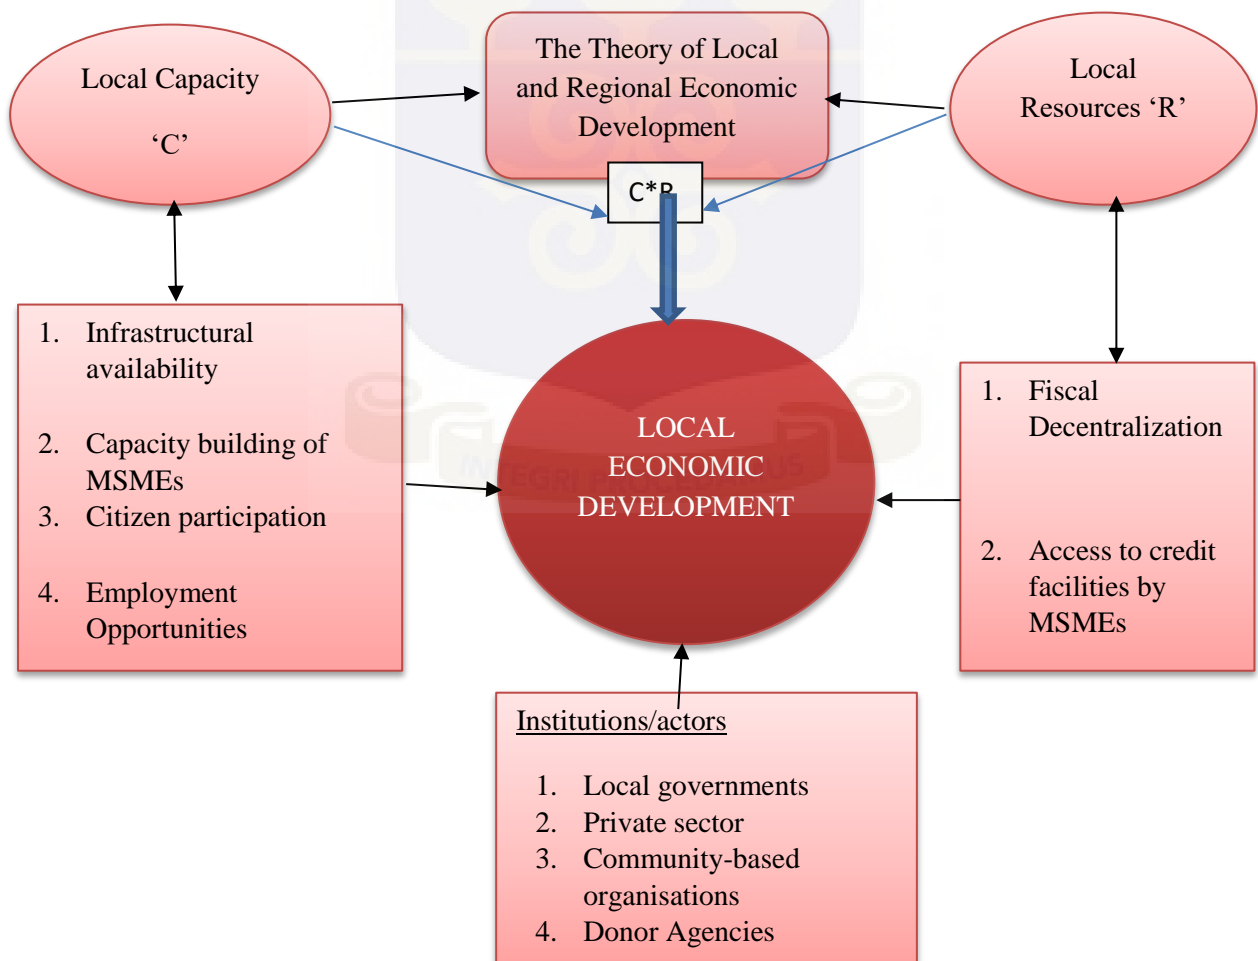 Local Capacity
‘C’
The Theory of Local
and Regional Economic
Development
Local
Resources ‘R’
C*R
1. Infrastructural
availability
2. Capacity building of
MSMEs
3. Citizen participation
4. Employment
Opportunities
LOCAL
ECONOMIC
DEVELOPMENT
INTEGRI PROCEDAMUS
1. Fiscal
Decentralization
2. Access to credit
facilities by
MSMEs
Institutions/actors
1. Local governments
2. Private sector
3. Community-based
organisations
4. Donor Agencies